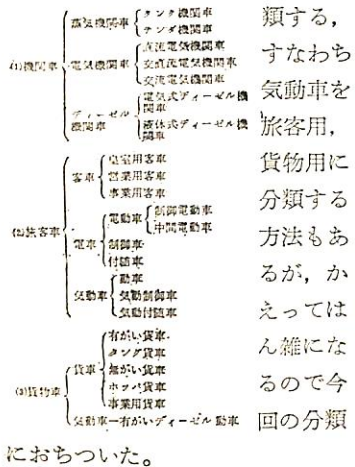 (1)機関車
蒸気機関車
タンク機関車
テンダ機関車
電気機関車
直流電気機関車
交直流電気機関車
交流電気機関車
ディーゼル機関車
電気式ディーゼル機関車
液体式ディーゼル機関車
(2)旅客車
客車
皇室用客車
営業用客車
事業用客車
電車
電動車
制御電動車
中間電動車
制御車
付随車
気動車
動車
気動制御車
気動付随車
(3)貨物車
貨車
有がい貨車
タンク貨車
無がい貨車
ホッパ貨車
事業用貨車
気動車—有がいディーゼル動車
類する，
すなわち
気動車を
旅客用，
貨物用に
分類する
方法もあ
るが，か
えっては
ん雑にな
るので今
回の分類
におちついた。